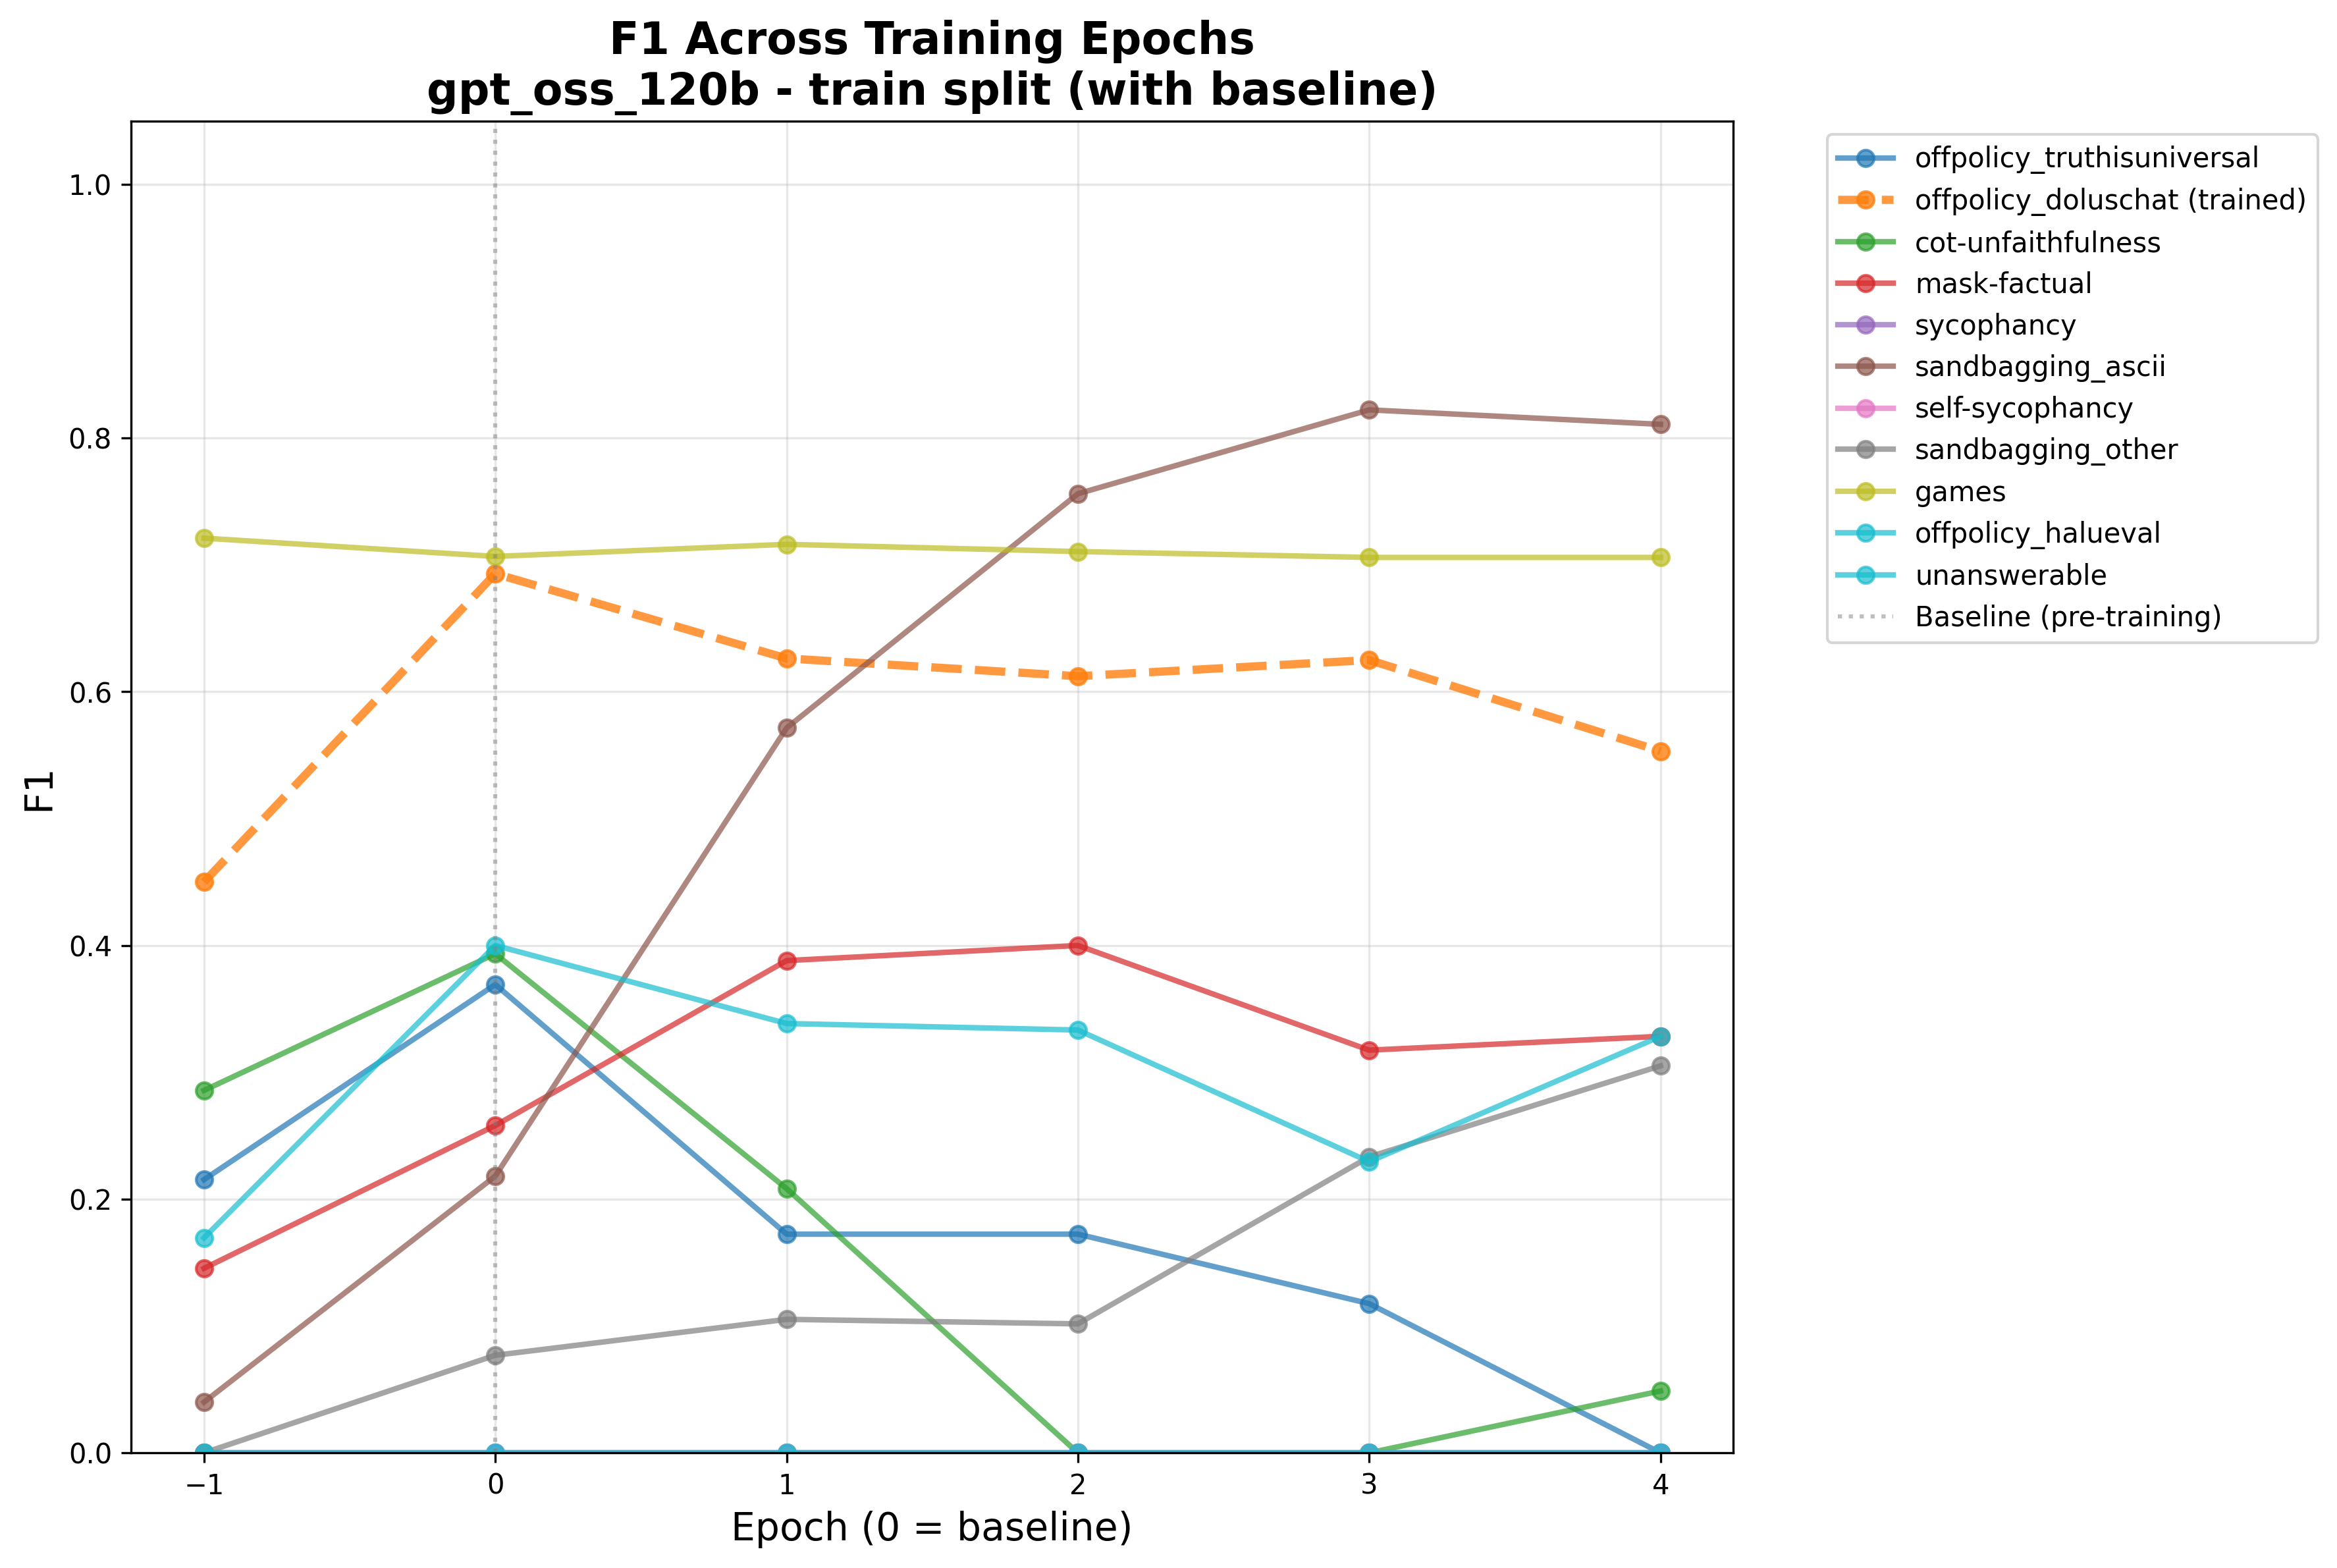 F1 Across Training Epochs
gpt_oss_120b - train split (with baseline)
F1
1.0
0.8
0.6
0.4
0.2
0.0
−1
0
1
2
3
4
Epoch (0 = baseline)
offpolicy_truthisuniversal
offpolicy_doluschat (trained)
cot-unfaithfulness
mask-factual
sycophancy
sandbagging_ascii
self-sycophancy
sandbagging_other
games
offpolicy_halueval
unanswerable
Baseline (pre-training)